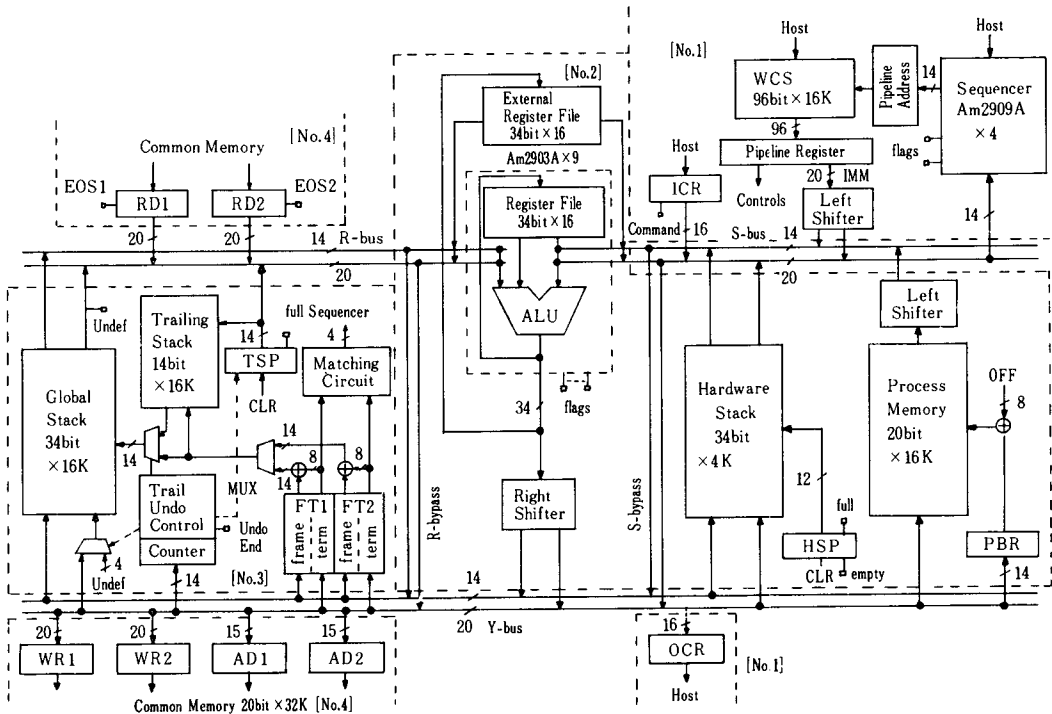 [No.4]
Common Memory
EOS1
RD1
RD2
EOS2
20
20
14
R-bus
20
[No.2]
External
Register File
34bit×16
Am2903A×9
Register File
34bit×16
ALU
34
flags
Right
Shifter
R-bypass
S-bypass
[No.1]
Host
WCS
96bit×16K
96
Pipeline Register
Controls
20
IMM
Left
Shifter
Pipeline
Address
14
Host
Sequencer
Am2909A
×4
flags
14
Host
ICR
Command
16
S-bus
14
20
Undef
Global
Stack
34bit
×16K
Trailing
Stack
14bit
×16K
14
full
Sequencer
14
TSP
CLR
4
Matching
Circuit
MUX
14
8
14
8
Trail
Undo
Control
Counter
Undo
End
4
Undef
14
[No.3]
FT1
frame
term
FT2
frame
term
Hardware
Stack
34bit
×4K
12
full
HSP
CLR
empty
Left
Shifter
Process
Memory
20bit
×16K
OFF
8
PBR
14
14
20
Y-bus
20
20
15
15
WR1
WR2
AD1
AD2
Common Memory 20bit ×32K [No.4]
16
OCR
Host
[No.1]